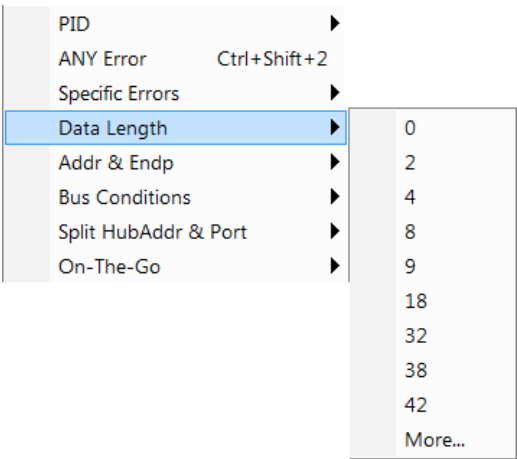 PID
ANY Error Ctrl+Shift+2
Specific Errors
Data Length
Addr & Endp
Bus Conditions
Split HubAddr & Port
On-The-Go
0
2
4
8
9
18
32
38
42
More...